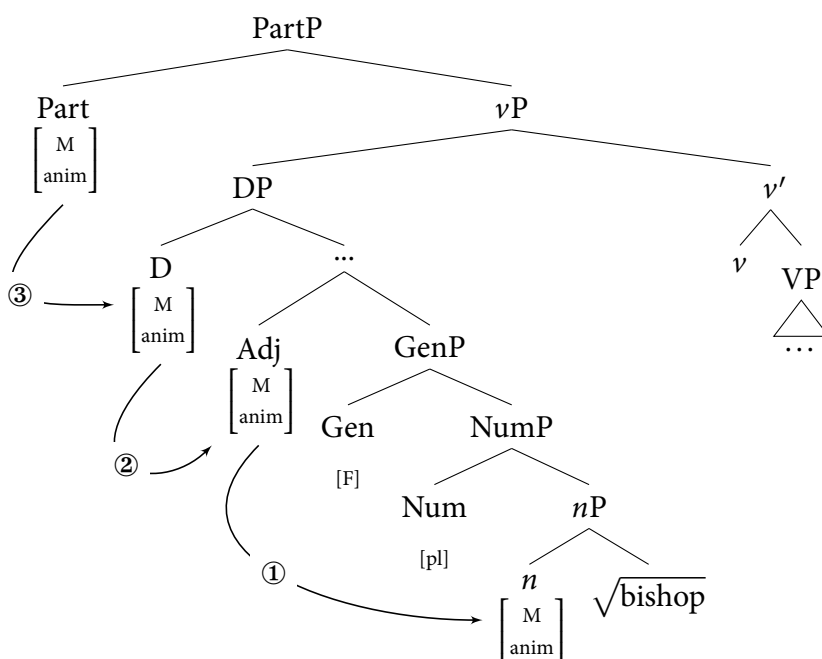 PartP
Part vP
M
anim
DP v′
D ... v VP
③ M
anim
Adj GenP ...
M
anim
Gen NumP
② [F]
Num nP
[pl]
① n √bishop
M
anim